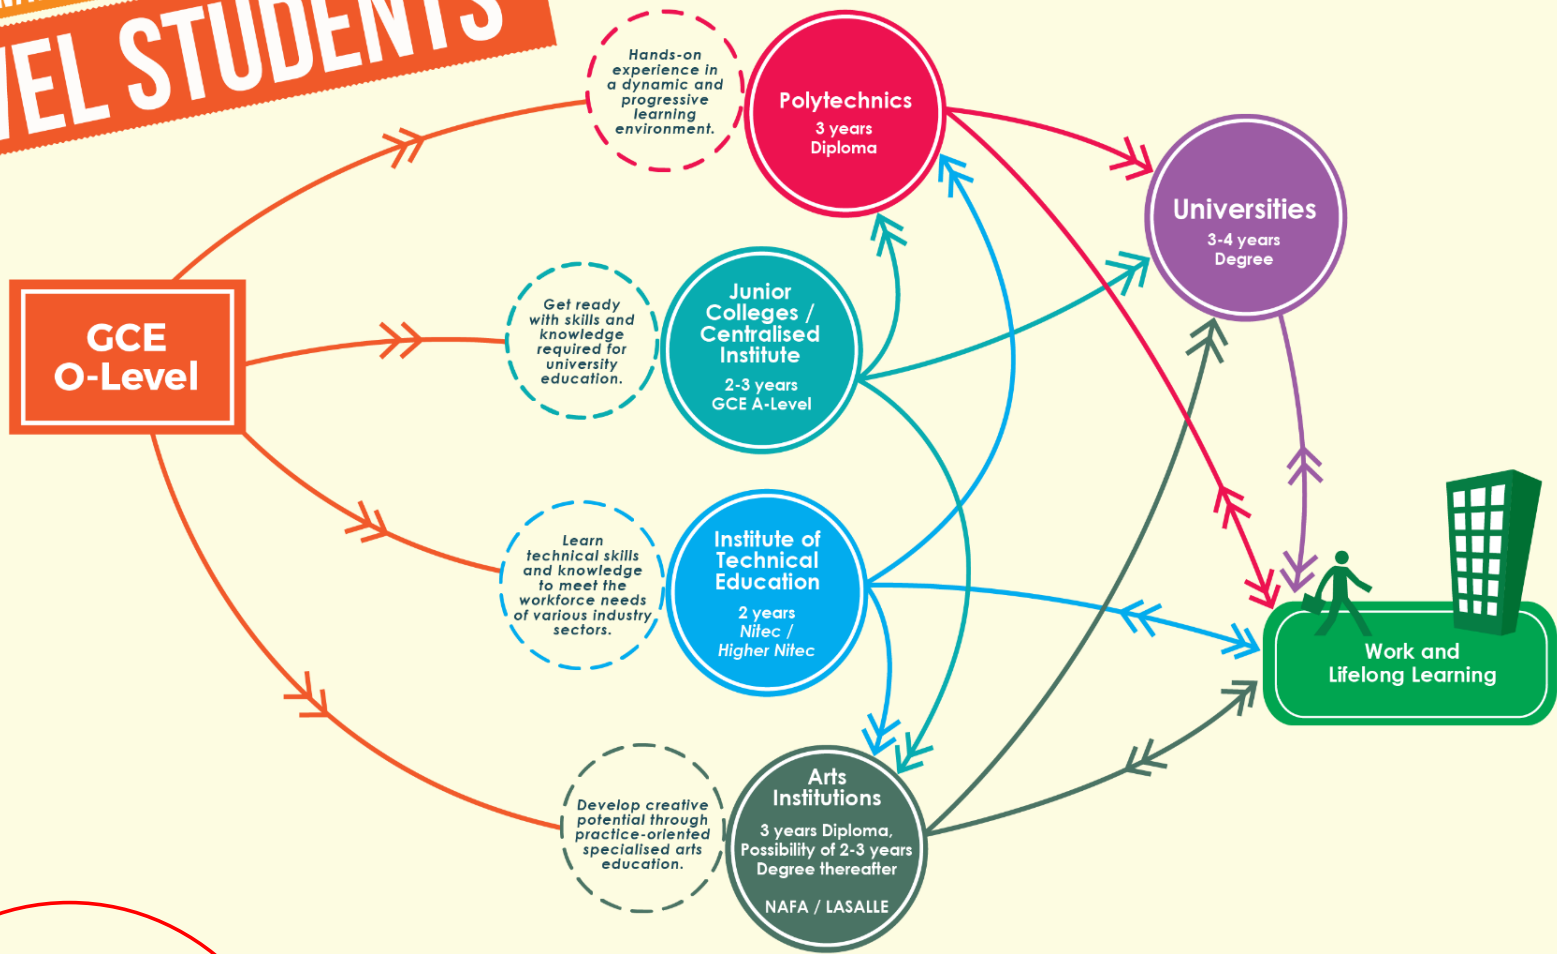 VEL STUDENTS
GCE
O-Level
Hands-on
experience in
a dynamic and
progressive
learning
environment.
Polytechnics
3 years
Diploma
Get ready
with skills and
knowledge
required for
university
education.
Junior
Colleges /
Centralised
Institute
2-3 years
GCE A-Level
Learn
technical skills
and knowledge
to meet the
workforce needs
of various industry
sectors.
Institute of
Technical
Education
2 years
Nitec /
Higher Nitec
Develop creative
potential through
practice-oriented
specialised arts
education.
Arts
Institutions
3 years Diploma,
Possibility of 2-3 years
Degree thereafter
NAFA / LASALLE
Universities
3-4 years
Degree
Work and
Lifelong Learning